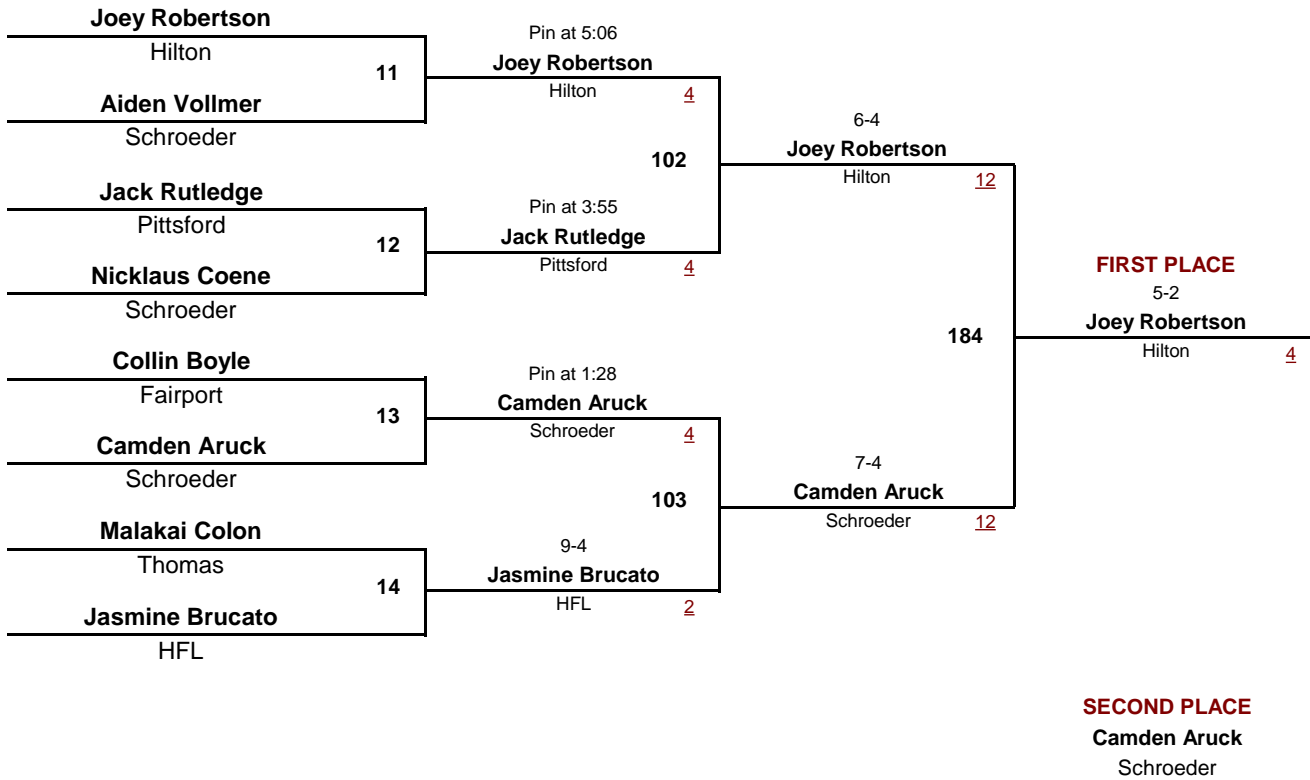 Joey Robertson
Hilton
11
Aiden Vollmer
Schroeder
Jack Rutledge
Pittsford
12
Nicklaus Coene
Schroeder
Collin Boyle
Fairport
13
Camden Aruck
Schroeder
Malakai Colon
Thomas
14
Jasmine Brucato
HFL
Pin at 5:06
Joey Robertson
Hilton 4
102
Pin at 3:55
Jack Rutledge
Pittsford 4
Pin at 1:28
Camden Aruck
Schroeder 4
103
9-4
Jasmine Brucato
HFL 2
6-4
Joey Robertson
Hilton 12
184
7-4
Camden Aruck
Schroeder 12
FIRST PLACE
5-2
Joey Robertson
Hilton 4
SECOND PLACE
Camden Aruck
Schroeder